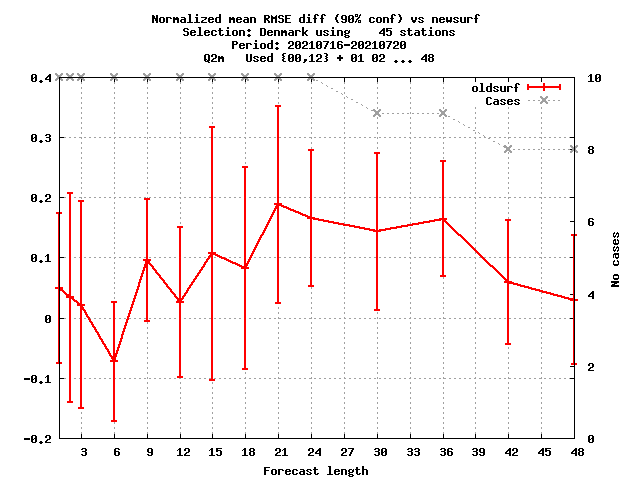 Normalized mean RMSE diff (90% conf) vs newsurf
Selection: Denmark using    45 stations
Period: 20210716-20210720
Q2m   Used {00,12} + 01 02 ... 48
oldsurf
Cases
0.4
0.3
0.2
0.1
0
-0.1
-0.2
10
8
6
4
2
0
No cases
3 6 9 12 15 18 21 24 27 30 33 36 39 42 45 48
Forecast length